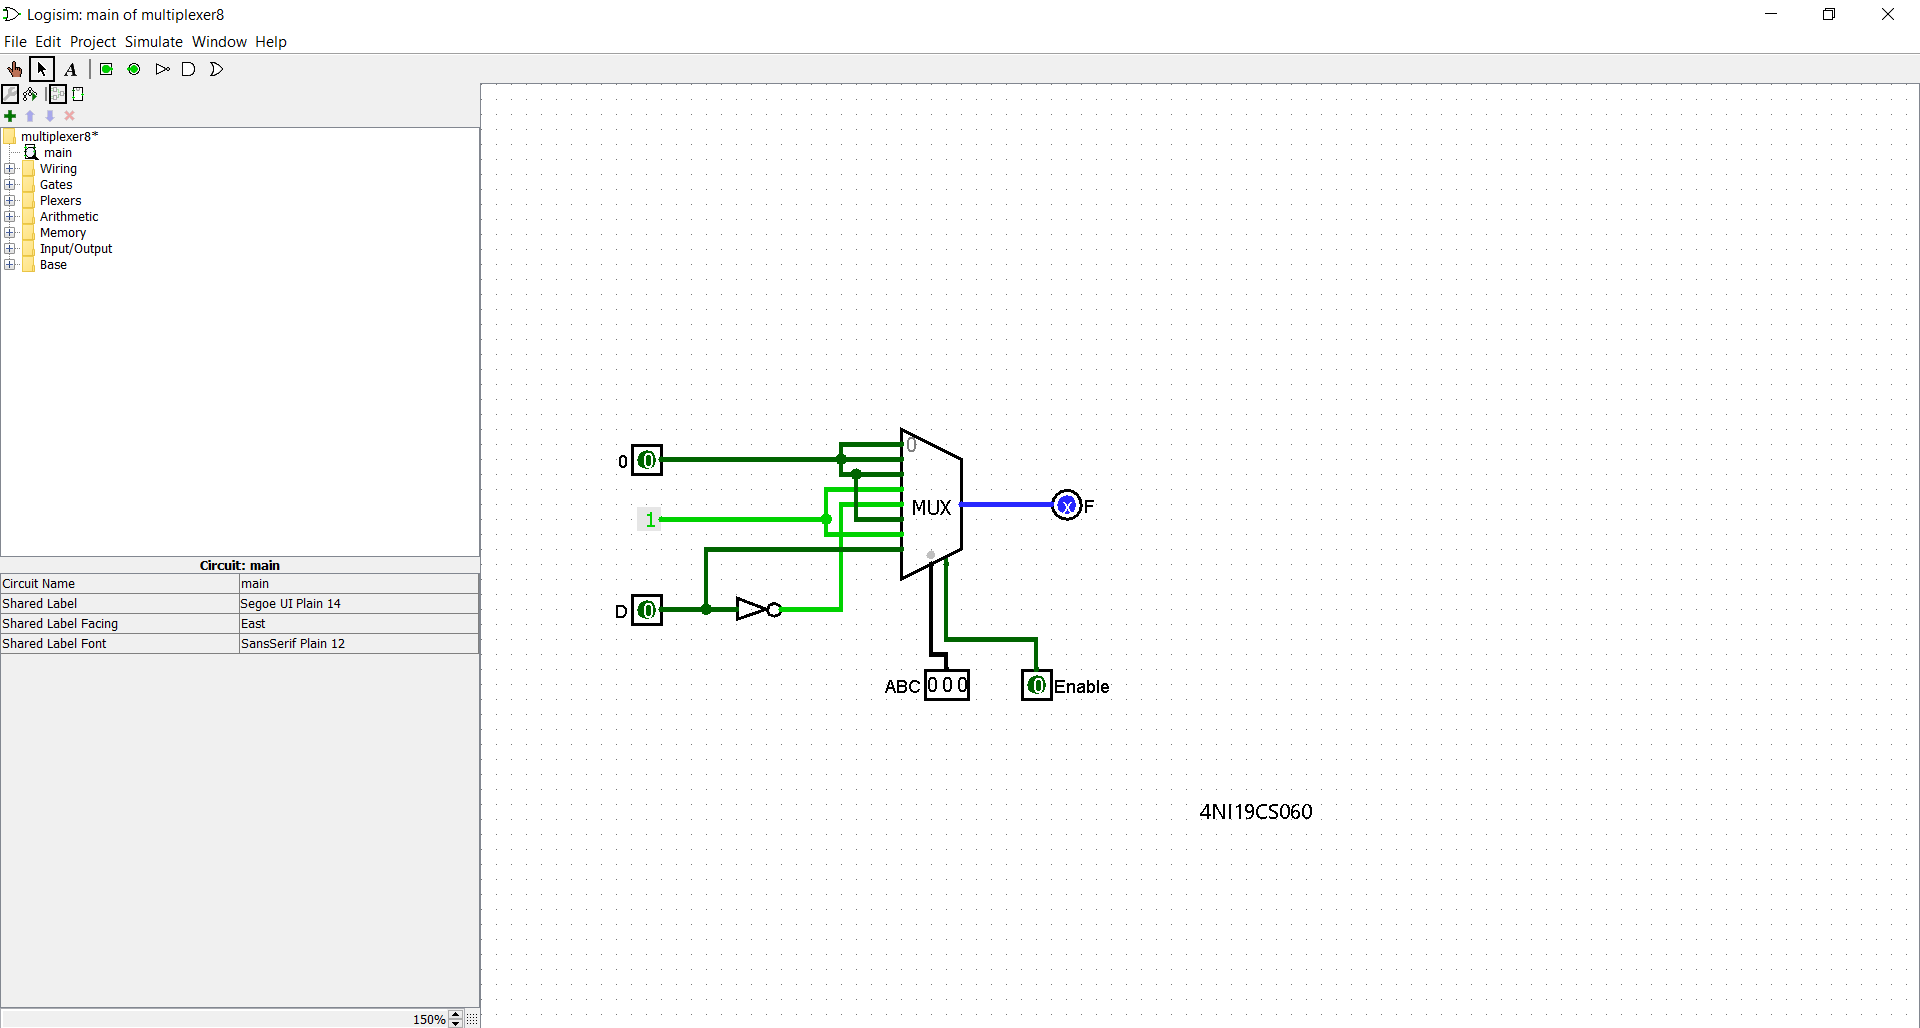 Logisim: main of multiplexer8
File Edit Project Simulate Window Help
A
multiplexer8*
main
Wiring
Gates
Plexers
Arithmetic
Memory
Input/Output
Base
Circuit: main
Circuit Name main
Shared Label Segoe UI Plain 14
Shared Label Facing East
Shared Label Font SansSerif Plain 12
150%
0
0 0
1
MUX
x F
D 0
ABC 0 0 0
0 Enable
4NI19CS060